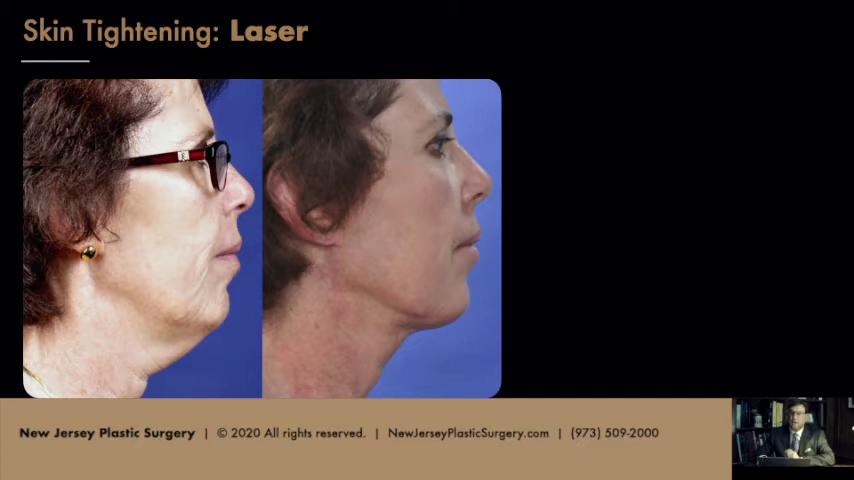 Skin Tightening: Laser
New Jersey Plastic Surgery | © 2020 All rights reserved. | NewJerseyPlasticSurgery.com | (973) 509-2000